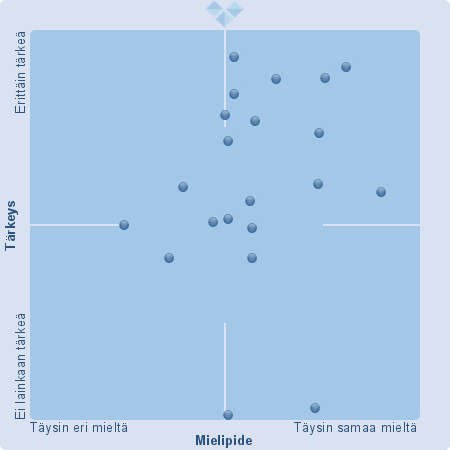 Erittäin tärkeä
Tärkeys
Ei lainkaan tärkeä
Täysin eri mieltä
Täysin samaa mieltä
Mielipide